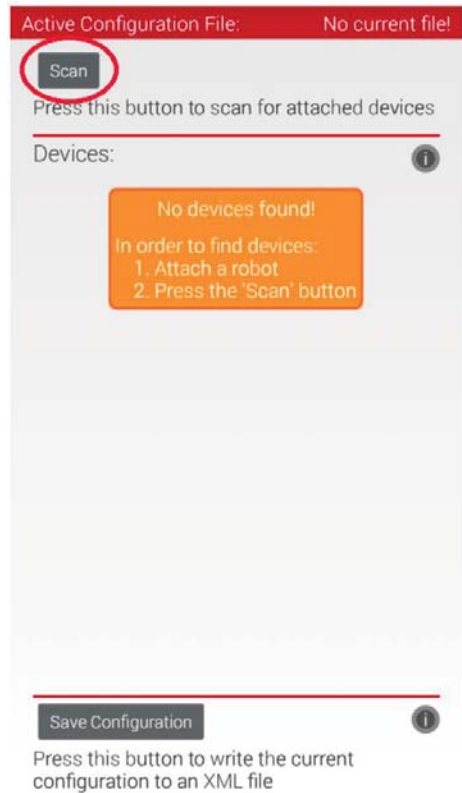 Active Configuration File: No current file!
Scan
Press this button to scan for attached devices
Devices:
No devices found!
In order to find devices:
1. Attach a robot
2. Press the 'Scan' button
Save Configuration
Press this button to write the current
configuration to an XML file